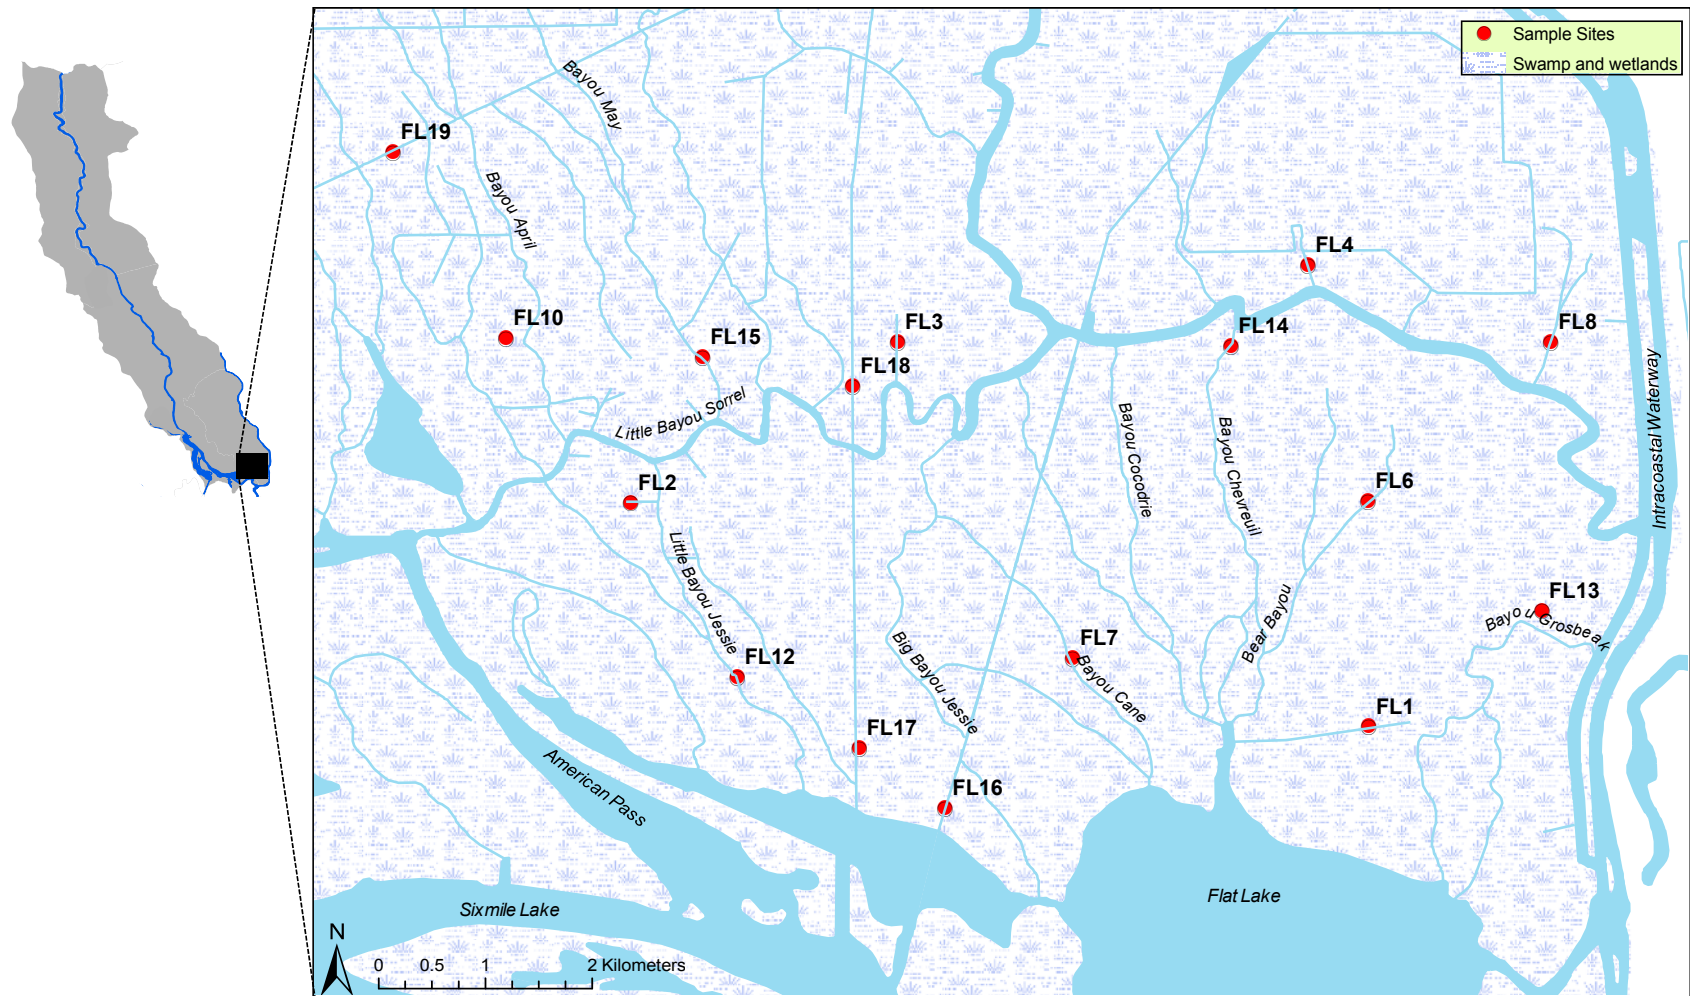 Sample Sites
Swamp and wetlands
Bayou May
FL19
Bayou April
FL4
FL10
FL15
FL3
FL14
FL8
FL18
Little Bayou Sorrel
Intracoastal Waterway
Bayou Cocodrie
Bayou Chevreuil
FL2
FL6
Little Bayou Jessie
Bear Bayou
FL13
Bayou Grosbeak
FL12
Big Bayou Jessie
FL7
Bayou Cane
FL1
FL17
American Pass
FL16
Flat Lake
Sixmile Lake
N
0 0.5 1 2 Kilometers